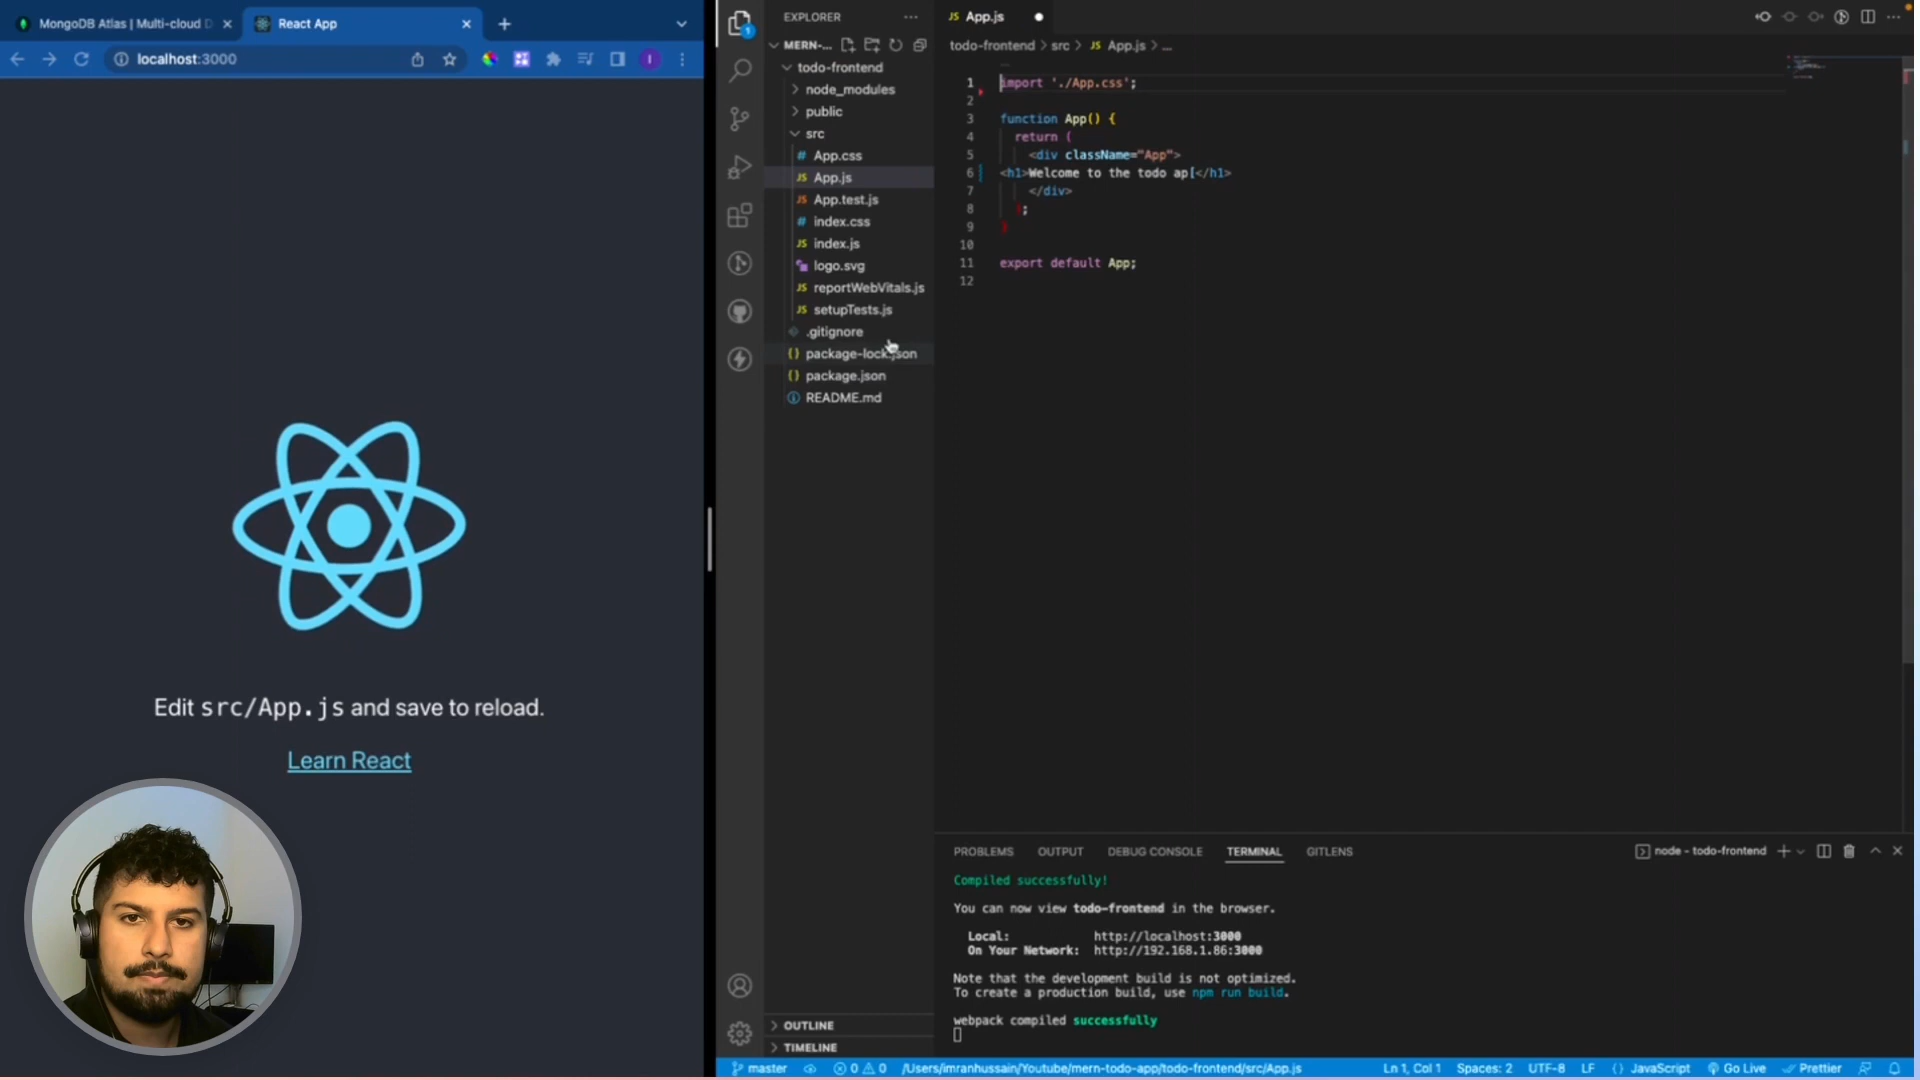 MongoDB Atlas | Multi-cloud D
React App
localhost:3000
Edit src/App.js and save to reload.
Learn React
1
EXPLORER
MERN-...
todo-frontend
node_modules
public
src
App.css
App.js
App.test.js
index.css
index.js
logo.svg
reportWebVitals.js
setupTests.js
.gitignore
package-lock.json
package.json
README.md
OUTLINE
TIMELINE
JS App.js
todo-frontend > src > JS App.js > ...
1 import './App.css';
2
3 function App() {
4 return (
5 <div className="App">
6 <h1>Welcome to the todo ap[</h1>
7 </div>
8 );
9 }
10
11 export default App;
12
PROBLEMS OUTPUT DEBUG CONSOLE TERMINAL GITLENS
node - todo-frontend
Compiled successfully!
You can now view todo-frontend in the browser.
Local: http://localhost:3000
On Your Network: http://192.168.1.86:3000
Note that the development build is not optimized.
To create a production build, use npm run build.
webpack compiled successfully
master 0 0 /Users/imranhussain/Youtube/mern-todo-app/todo-frontend/src/App.js Ln 1, Col 1 Spaces: 2 UTF-8 LF {} JavaScript Go Live Prettier